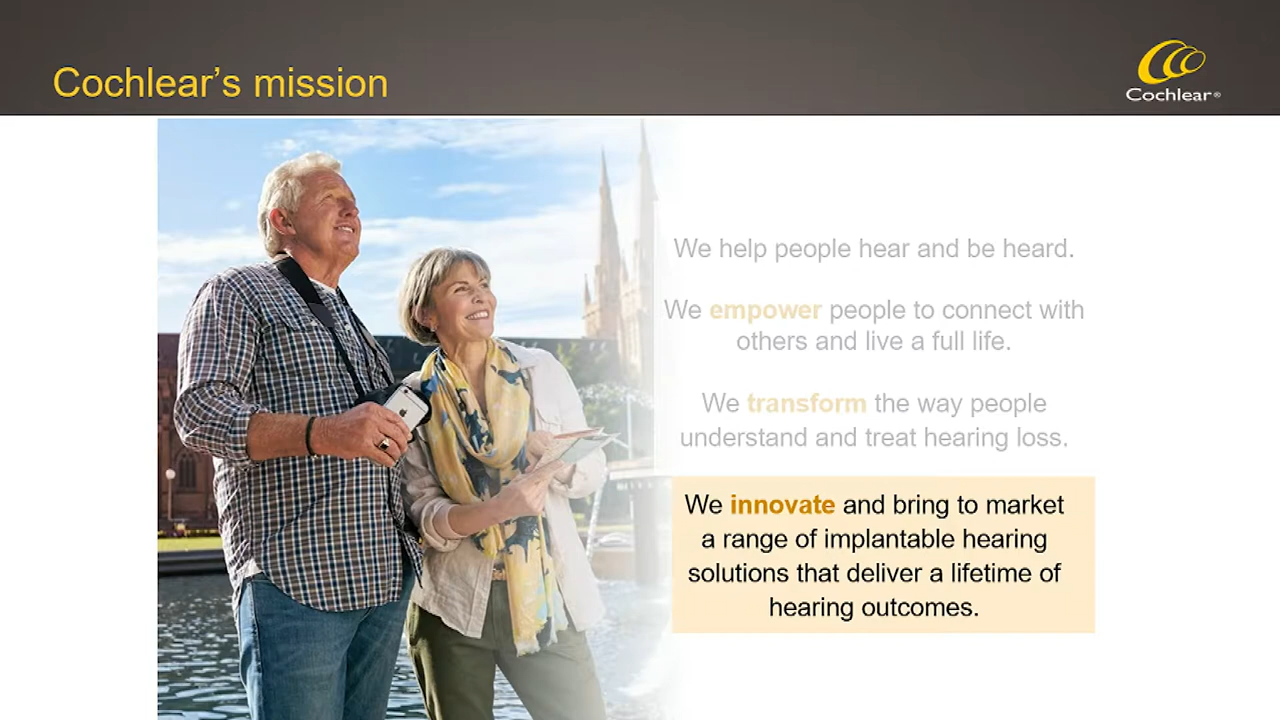 Cochlear's mission
Cochlear®
We help people hear and be heard.
We empower people to connect with
others and live a full life.
We transform the way people
understand and treat hearing loss.
We innovate and bring to market
a range of implantable hearing
solutions that deliver a lifetime of
hearing outcomes.